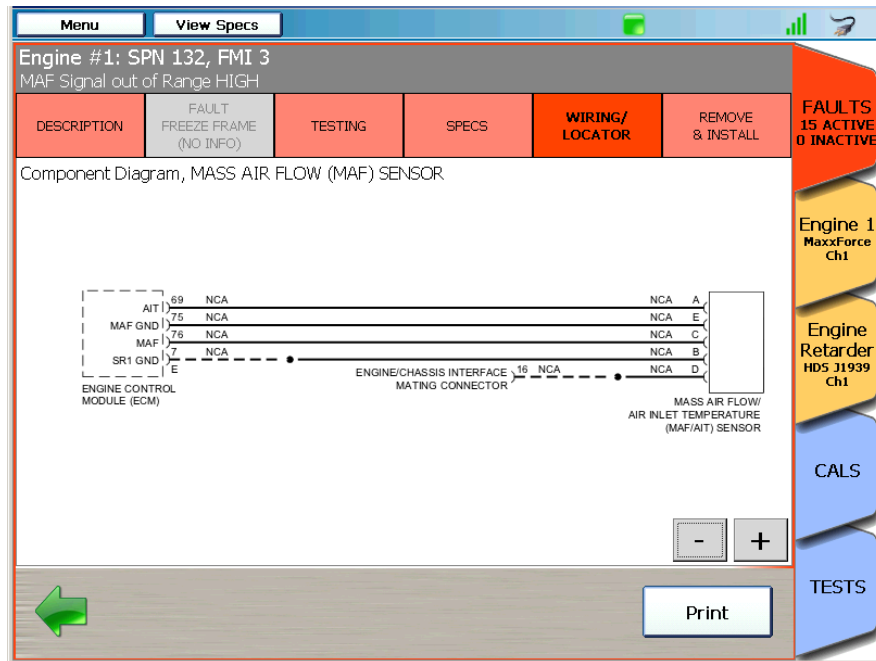 Menu
View Specs
Engine #1: SPN 132, FMI 3
MAF Signal out of Range HIGH
DESCRIPTION
FAULT
FREEZE FRAME
(NO INFO)
TESTING
SPECS
WIRING/
LOCATOR
REMOVE
& INSTALL
FAULTS
15 ACTIVE
0 INACTIVE
Component Diagram, MASS AIR FLOW (MAF) SENSOR
AIT 69 NCA NCA A
MAF GND 75 NCA NCA E
MAF 76 NCA NCA C
SR1 GND 7 NCA NCA B
E
ENGINE/CHASSIS INTERFACE 16 NCA NCA D
MATING CONNECTOR
ENGINE CONTROL
MODULE (ECM)
MASS AIR FLOW/
AIR INLET TEMPERATURE
(MAF/AIT) SENSOR
Engine 1
MaxxForce
Ch1
Engine
Retarder
HDS J1939
Ch1
CALS
TESTS
-
+
Print